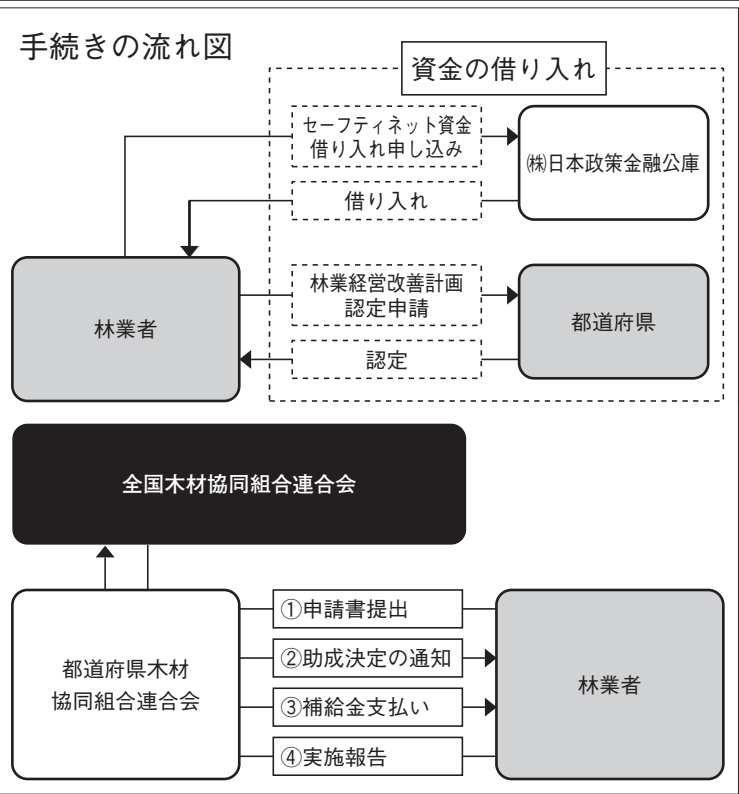 手続きの流れ図
資金の借り入れ
セーフティネット資金
借り入れ申し込み
㈱日本政策金融公庫
借り入れ
林業者
林業経営改善計画
認定申請
都道府県
認定
全国木材協同組合連合会
都道府県木材
協同組合連合会
①申請書提出
②助成決定の通知
③補給金支払い
④実施報告
林業者